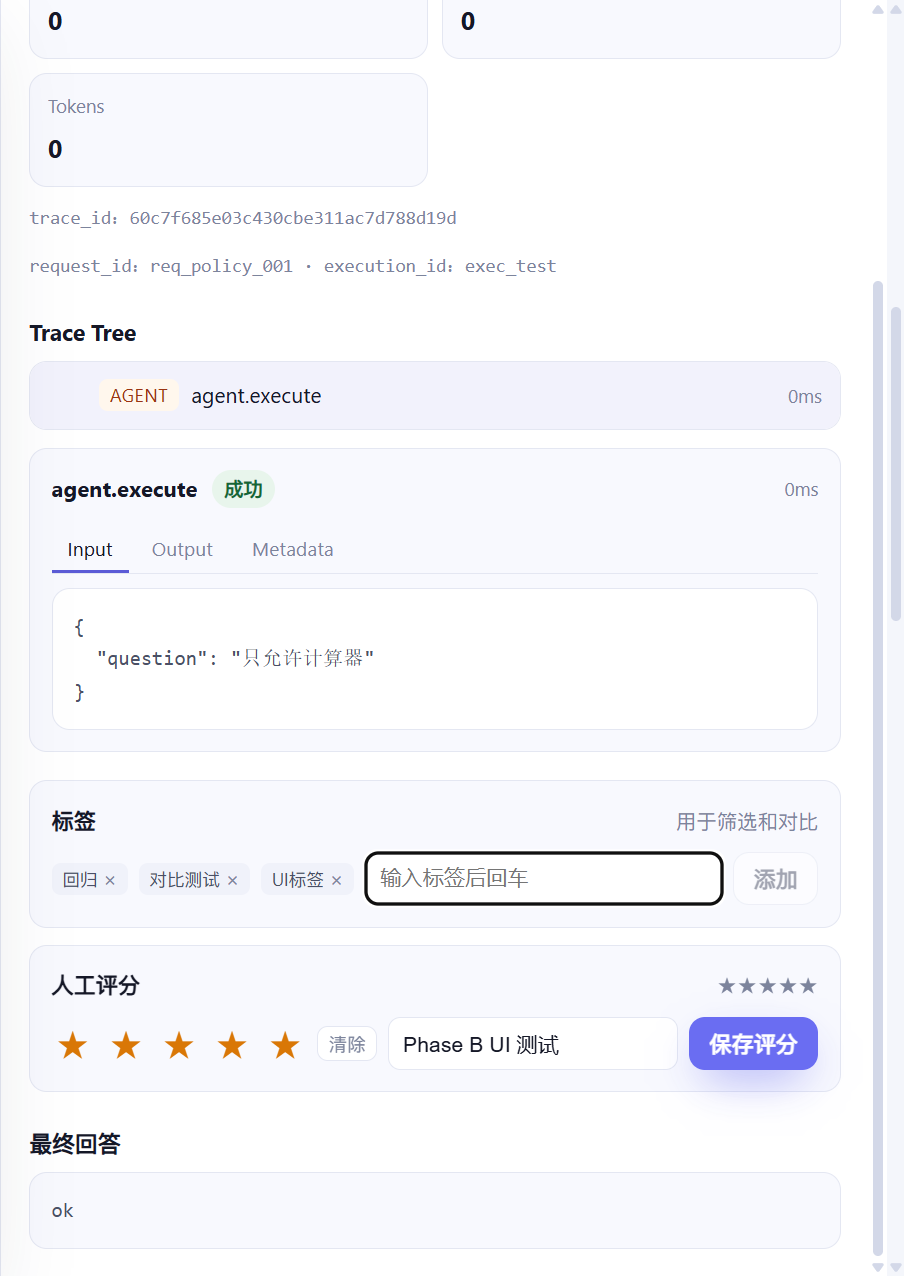 0
0
Tokens
0
trace_id: 60c7f685e03c430cbe311ac7d788d19d
request_id: req_policy_001 · execution_id: exec_test
Trace Tree
AGENT agent.execute 0ms
agent.execute 成功 0ms
Input Output Metadata
{
"question": "只允许计算器"
}
标签 用于筛选和对比
回归 × 对比测试 × UI标签 × 输入标签后回车 添加
人工评分 ★★★★★
★ ★ ★ ★ ★ 清除 Phase B UI 测试 保存评分
最终回答
ok